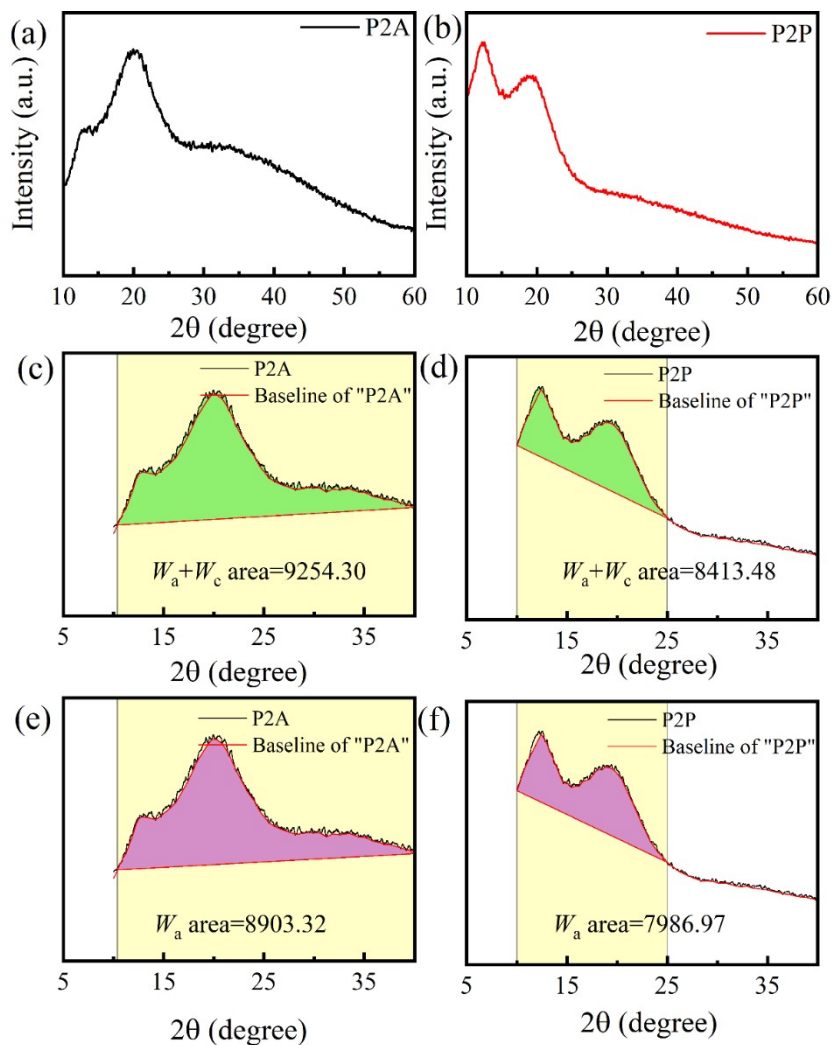 (a)
P2A
Intensity (a.u.)
10 20 30 40 50 60
2θ (degree)
(b)
P2P
Intensity (a.u.)
10 20 30 40 50 60
2θ (degree)
(c)
P2A
Baseline of "P2A"
Wa+Wc area=9254.30
5 15 25 35
2θ (degree)
(d)
P2P
Baseline of "P2P"
Wa+Wc area=8413.48
5 15 25 35
2θ (degree)
(e)
P2A
Baseline of "P2A"
Wa area=8903.32
5 15 25 35
2θ (degree)
(f)
P2P
Baseline of "P2P"
Wa area=7986.97
5 15 25 35
2θ (degree)